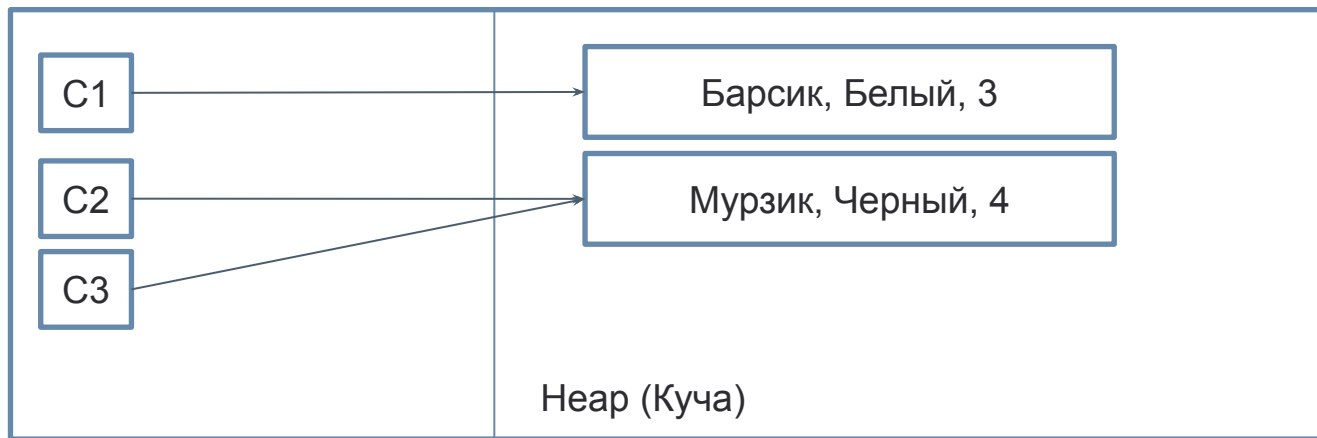 C1
Барсик, Белый, 3
C2
Мурзик, Черный, 4
C3
Heap (Куча)